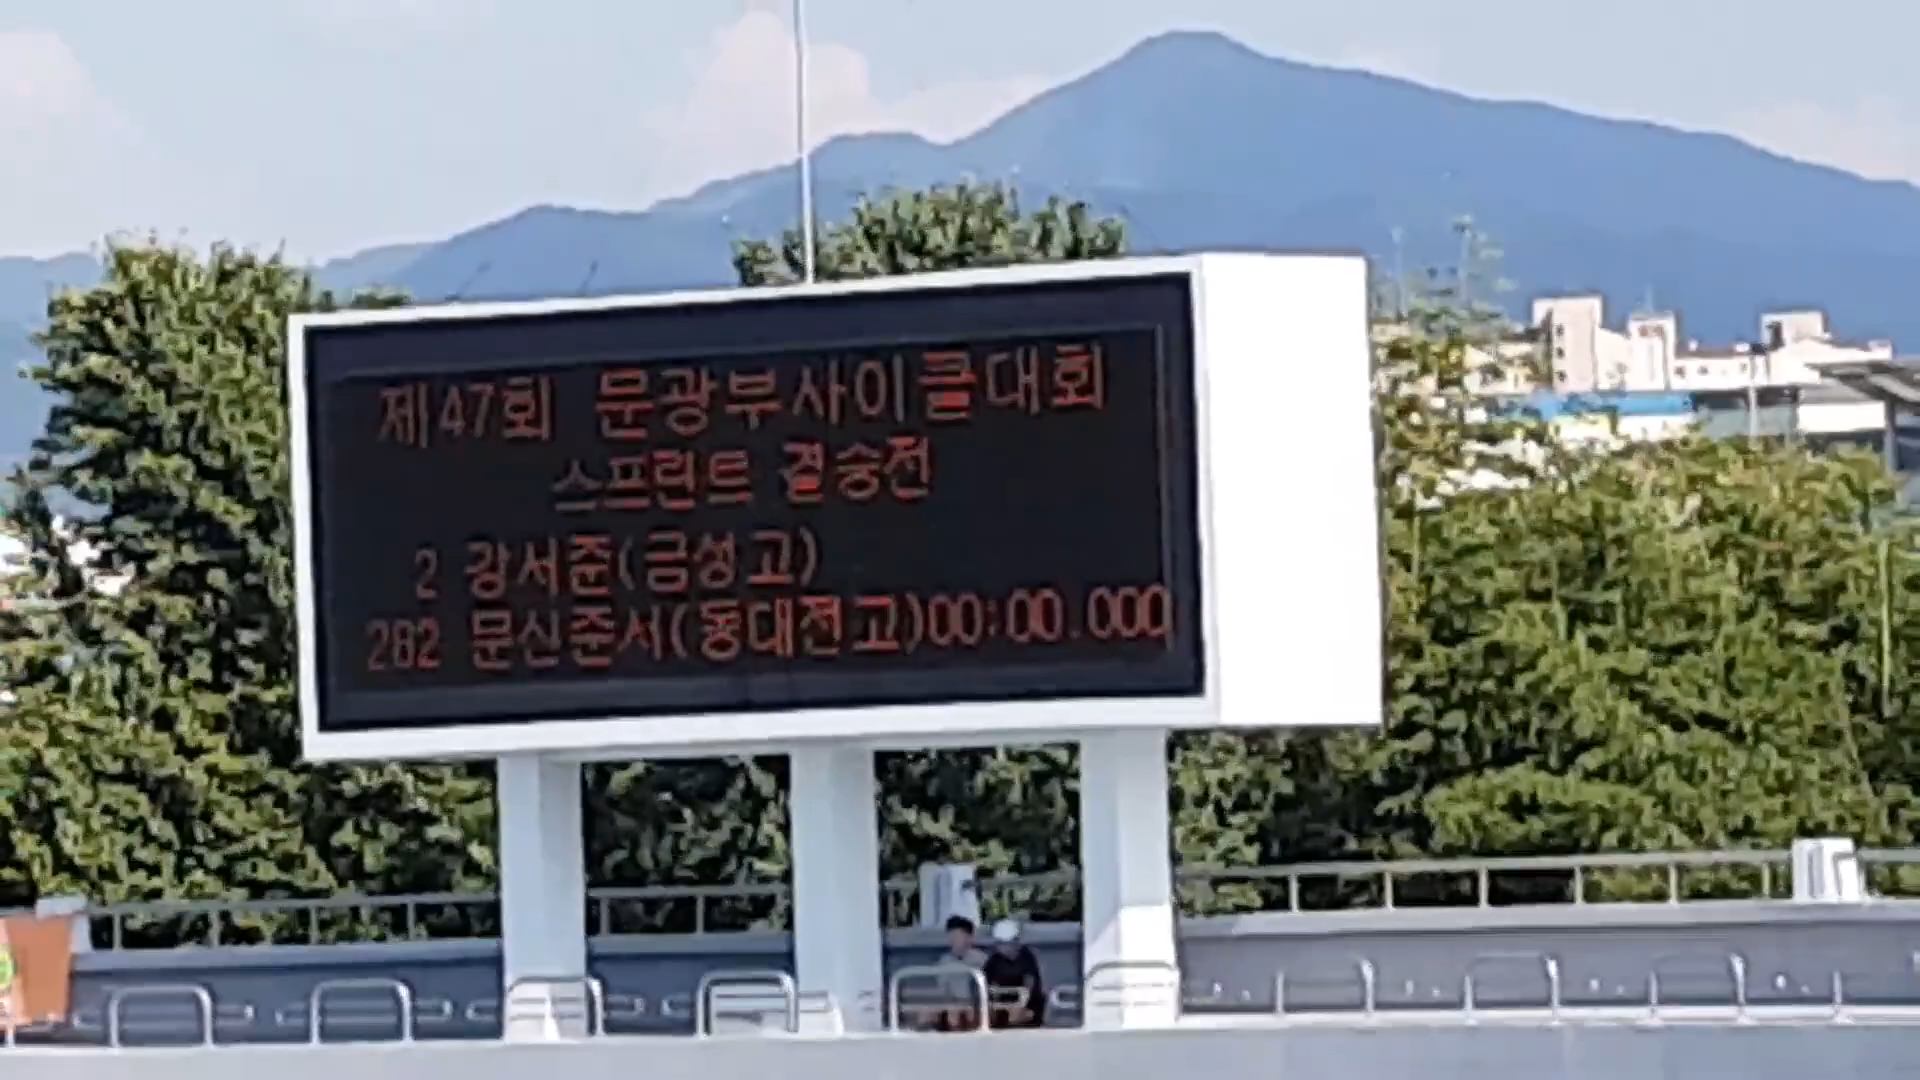 제47회 문광부사이클대회
스프린트 결승전
2 강서준(금성고)
282 문신준서(동대전고)00:00.000